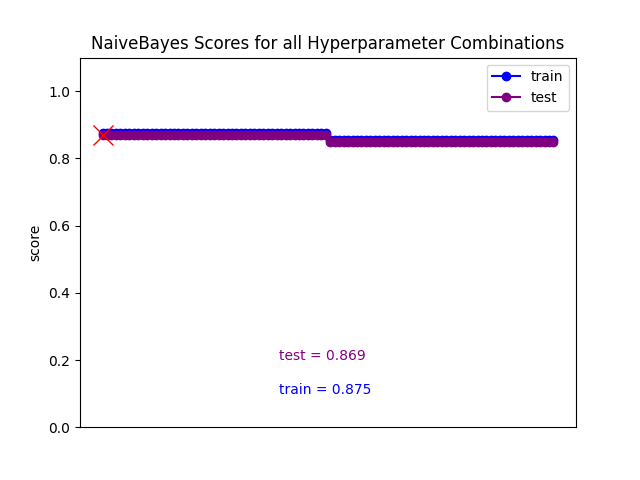 NaiveBayes Scores for all Hyperparameter Combinations
train
test
1.0
0.8
0.6
0.4
0.2
0.0
score
test = 0.869
train = 0.875